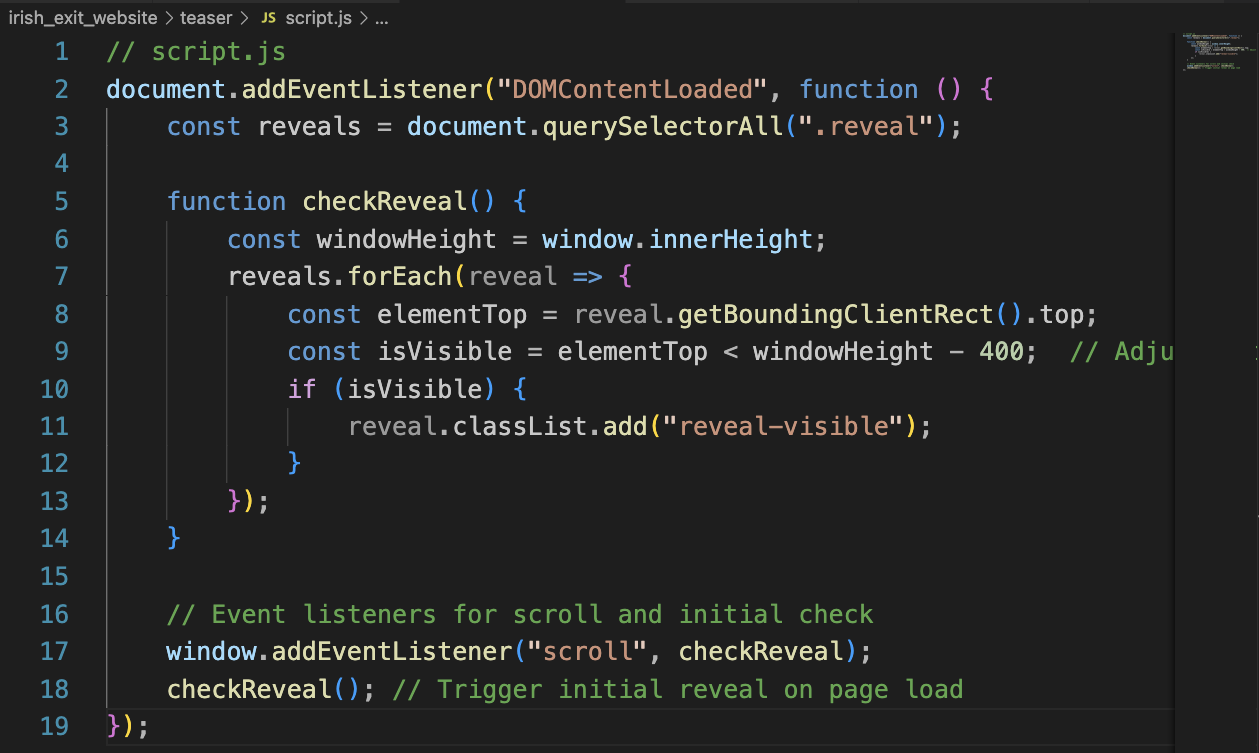 irish_exit_website > teaser > JS script.js > ...
1 // script.js
2 document.addEventListener("DOMContentLoaded", function () {
3     const reveals = document.querySelectorAll(".reveal");
4
5     function checkReveal() {
6         const windowHeight = window.innerHeight;
7         reveals.forEach(reveal => {
8             const elementTop = reveal.getBoundingClientRect().top;
9             const isVisible = elementTop < windowHeight - 400;  // Adju
10             if (isVisible) {
11                 reveal.classList.add("reveal-visible");
12             }
13         });
14     }
15
16     // Event listeners for scroll and initial check
17     window.addEventListener("scroll", checkReveal);
18     checkReveal(); // Trigger initial reveal on page load
19 });